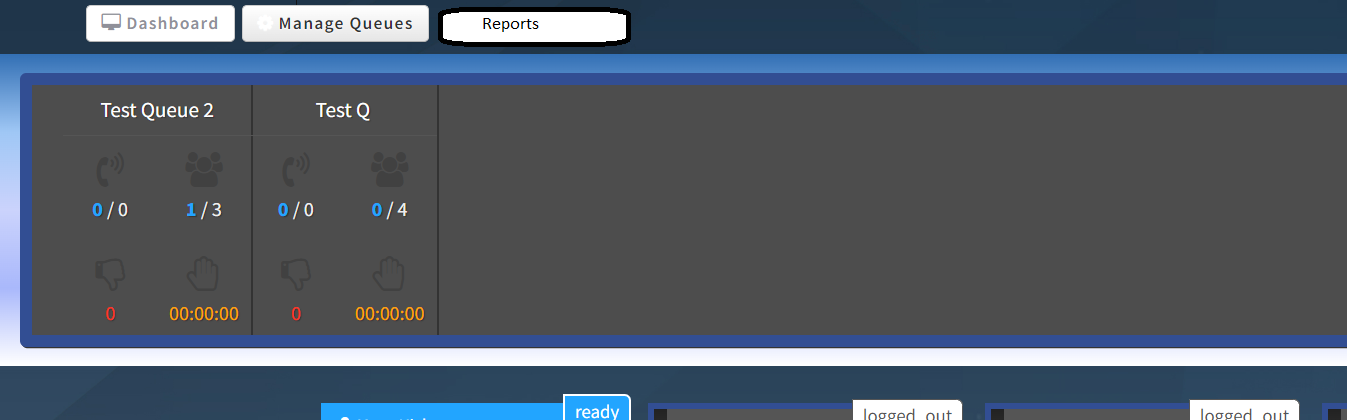 Dashboard Manage Queues Reports
Test Queue 2 Test Q
0 / 0 1 / 3 0 / 0 0 / 4
0 00:00:00 0 00:00:00
ready logged_out logged_out